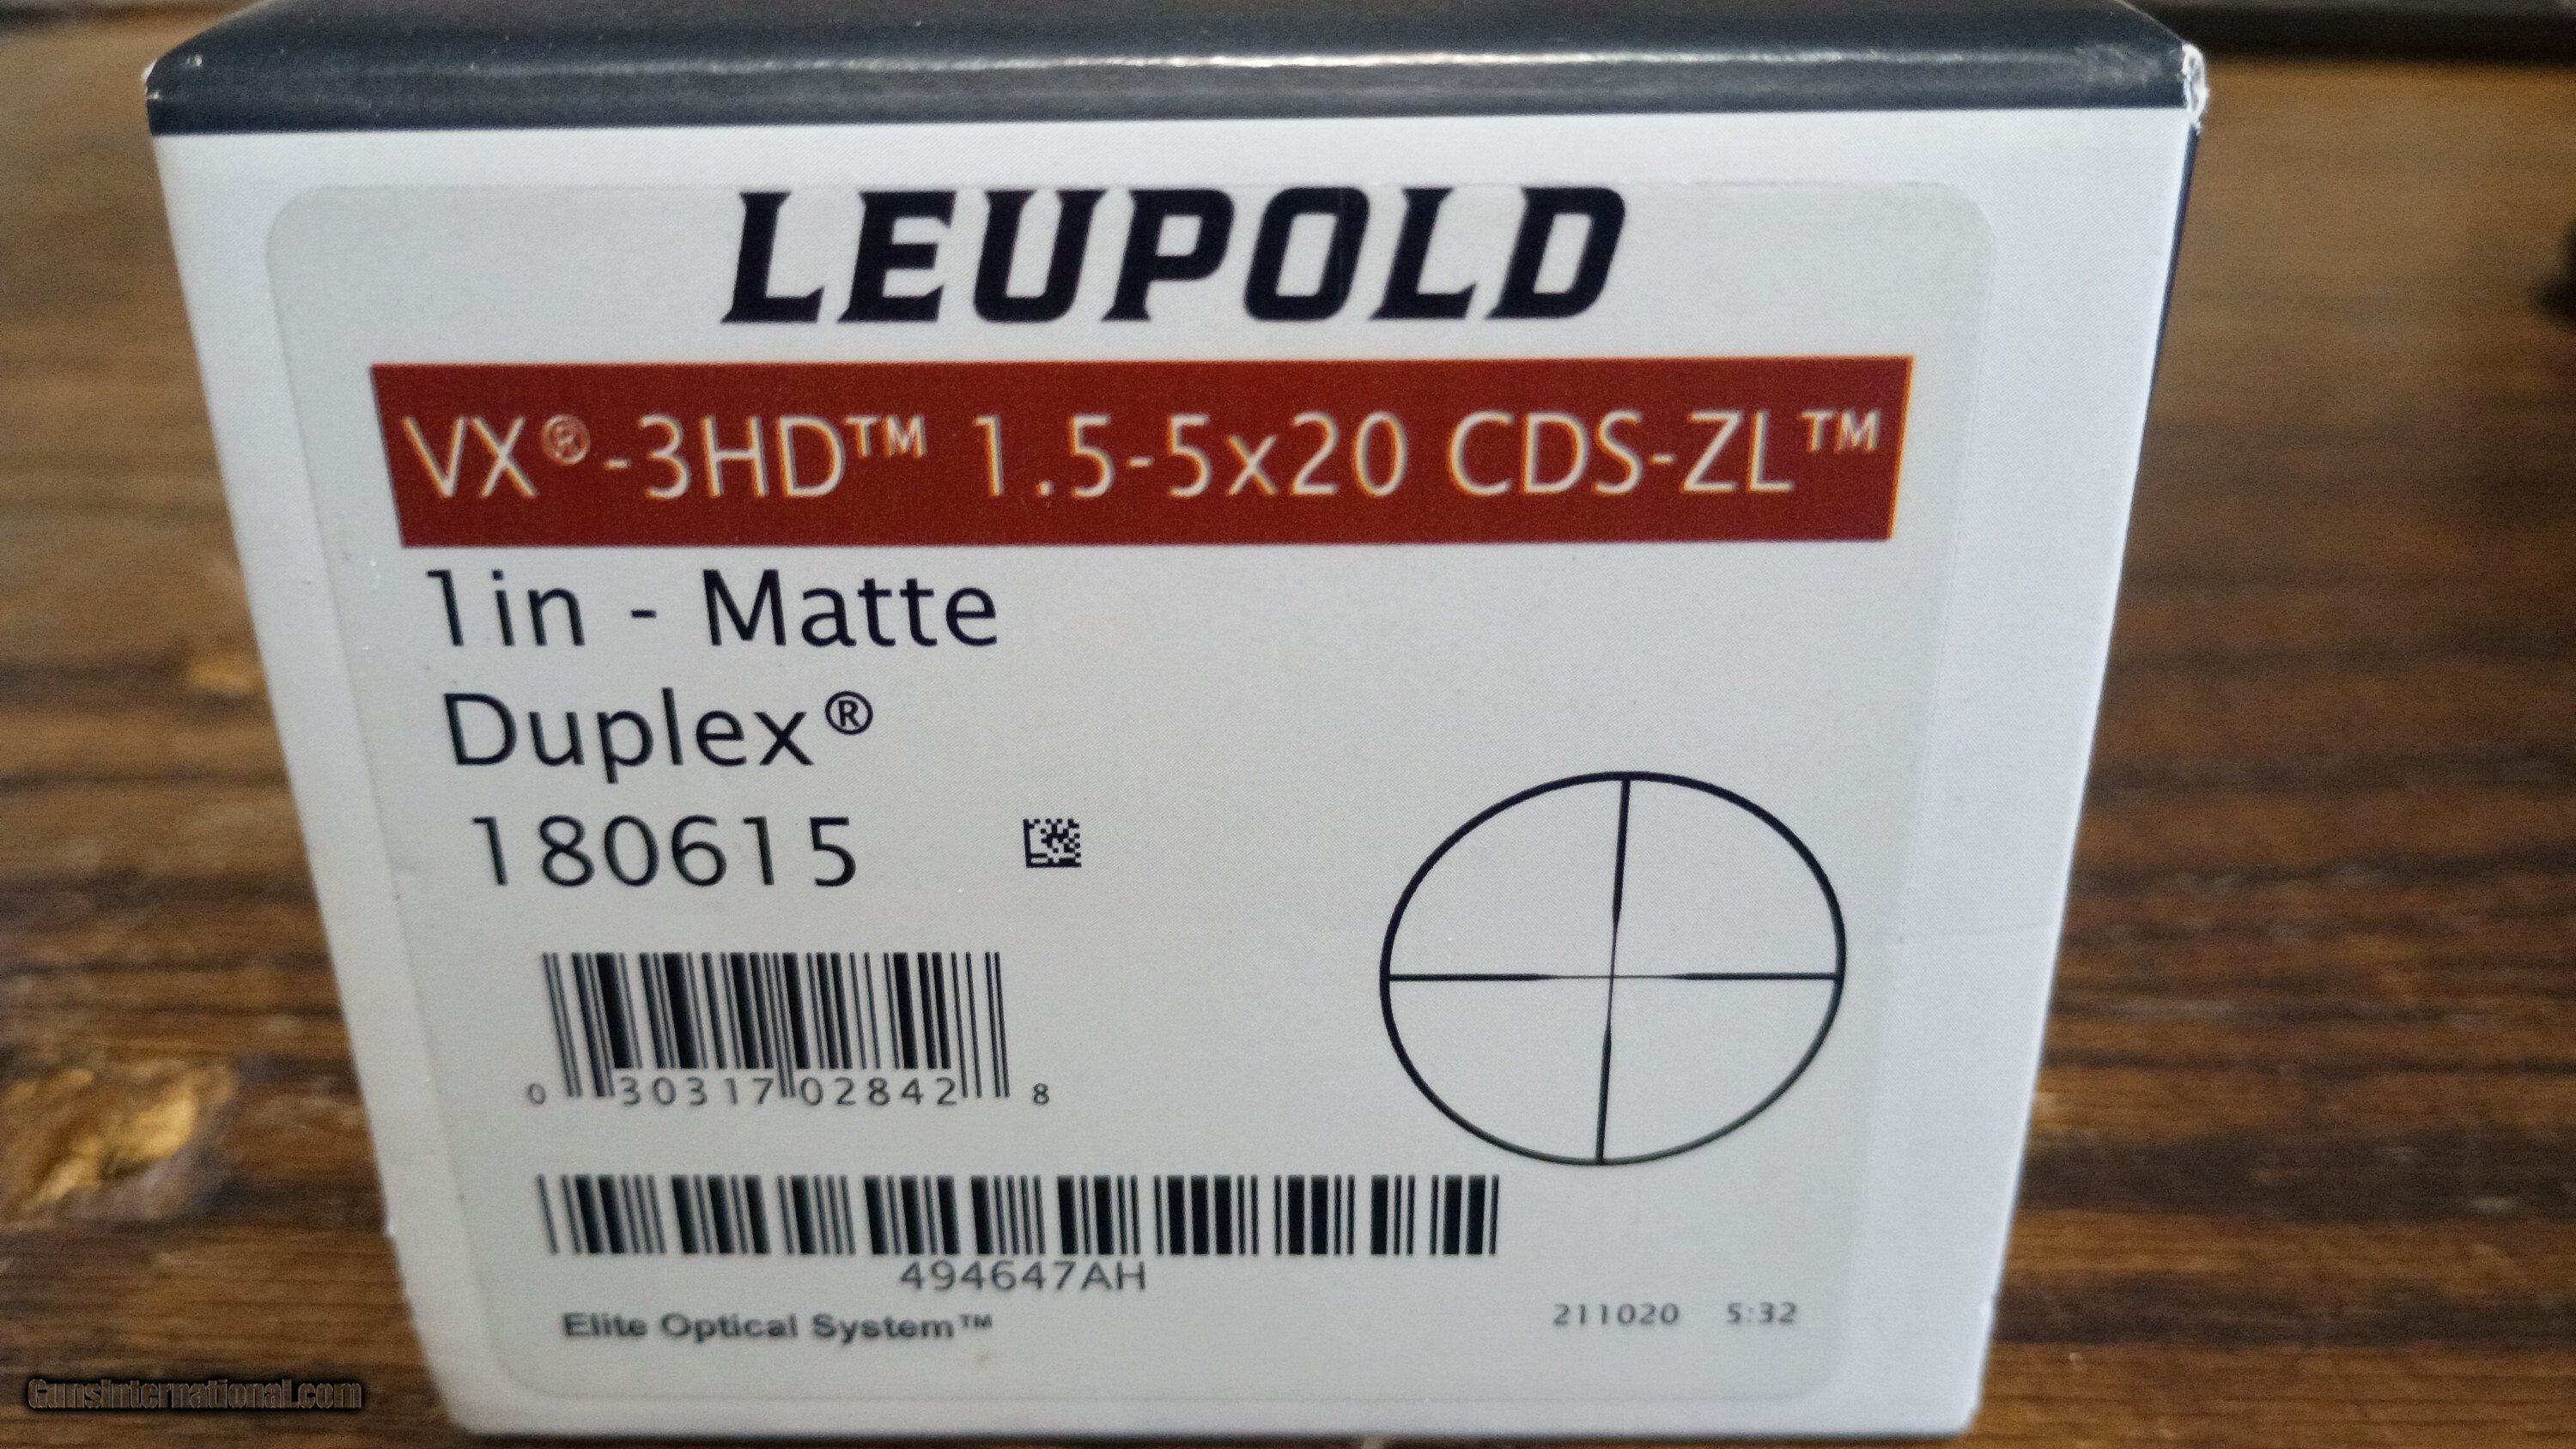 LEUPOLD
VX®-3HD™ 1.5-5x20 CDS-ZL™
1in - Matte
Duplex®
180615
0 30317 02842 8
494647AH
Elite Optical System™
211020 5:32
GunsInternational.com